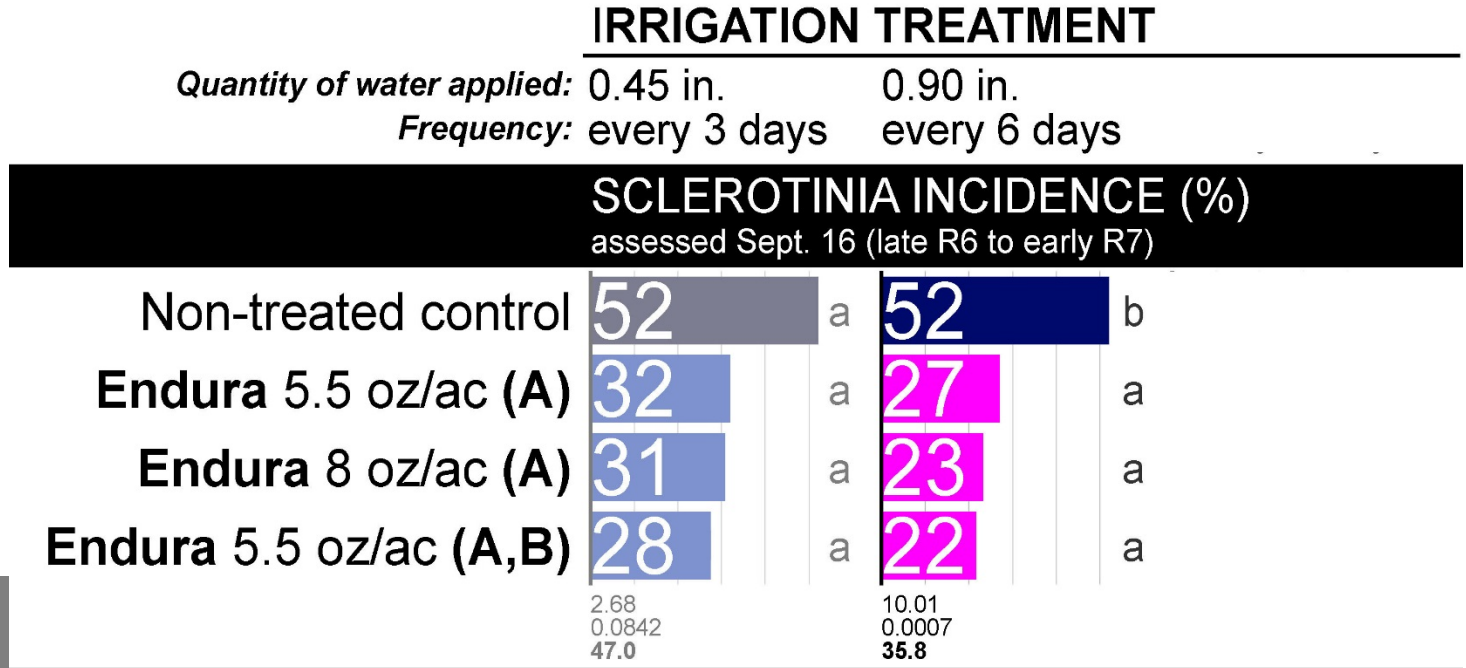 IRRIGATION TREATMENT
Quantity of water applied: 0.45 in. 0.90 in.
Frequency: every 3 days every 6 days
SCLEROTINIA INCIDENCE (%)
assessed Sept. 16 (late R6 to early R7)
Non-treated control 52 a 52 b
Endura 5.5 oz/ac (A) 32 a 27 a
Endura 8 oz/ac (A) 31 a 23 a
Endura 5.5 oz/ac (A,B) 28 a 22 a
2.68 10.01
0.0842 0.0007
47.0 35.8